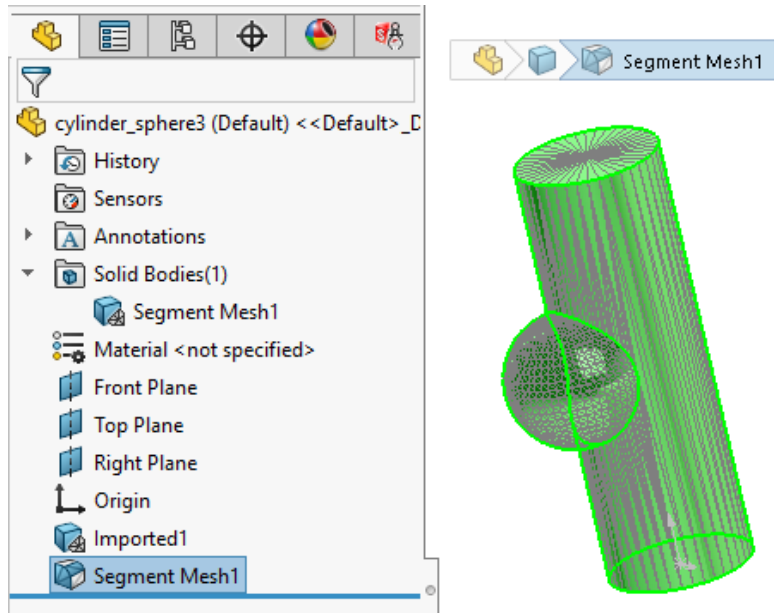 cylinder_sphere3 (Default) <<Default>_D
History
Sensors
A Annotations
Solid Bodies(1)
Segment Mesh1
Material <not specified>
Front Plane
Top Plane
Right Plane
Origin
Imported1
Segment Mesh1
Segment Mesh1